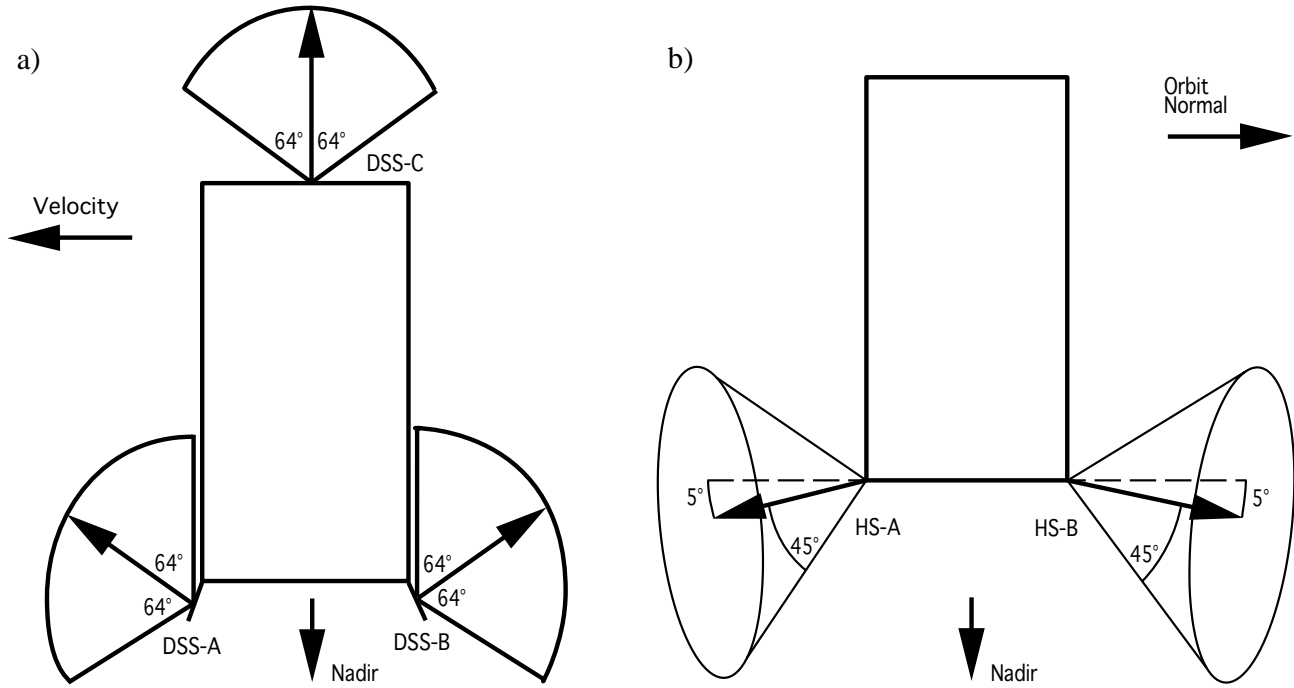 a)
64° 64°
DSS-C
Velocity
64°
64°
DSS-A
64°
64°
DSS-B
Nadir
b)
Orbit
Normal
5°
HS-A
45°
5°
HS-B
45°
Nadir